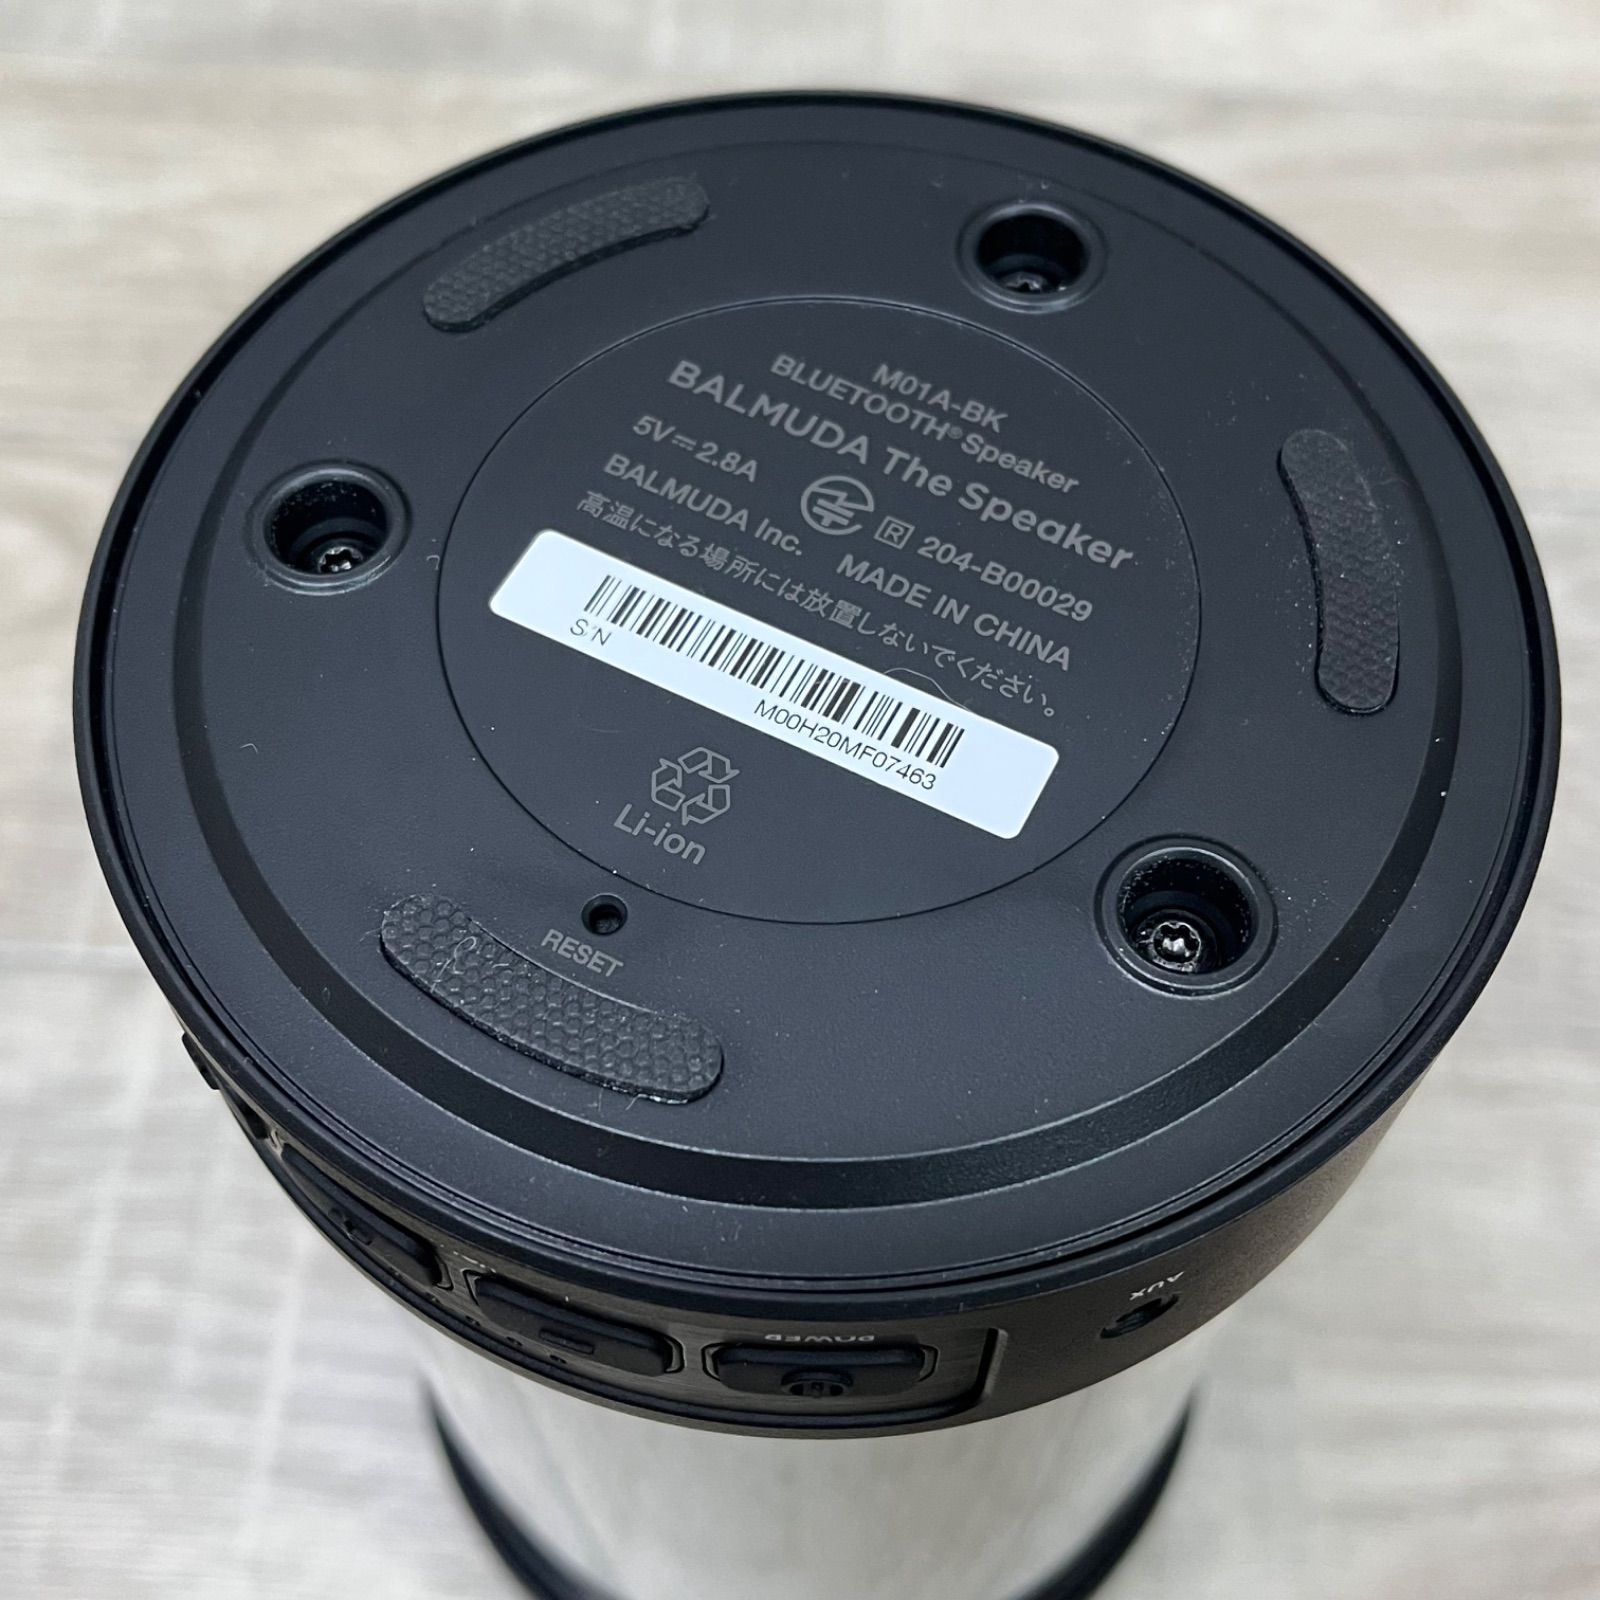 M01A-BK
BLUETOOTH® Speaker
BALMUDA The Speaker
5V⎓2.8A
R 204-B00029
BALMUDA Inc. MADE IN CHINA
高温になる場所には放置しないでください。
S/N
M00H20MF07463
Li-ion
RESET
AUX
POWER